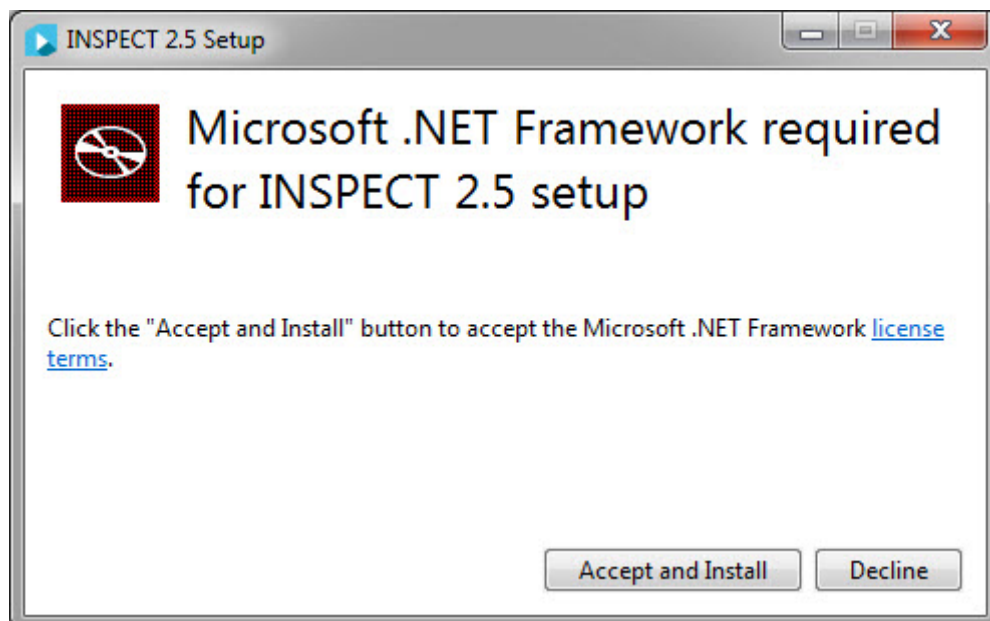 INSPECT 2.5 Setup
Microsoft .NET Framework required
for INSPECT 2.5 setup
Click the "Accept and Install" button to accept the Microsoft .NET Framework license
terms.
Accept and Install
Decline